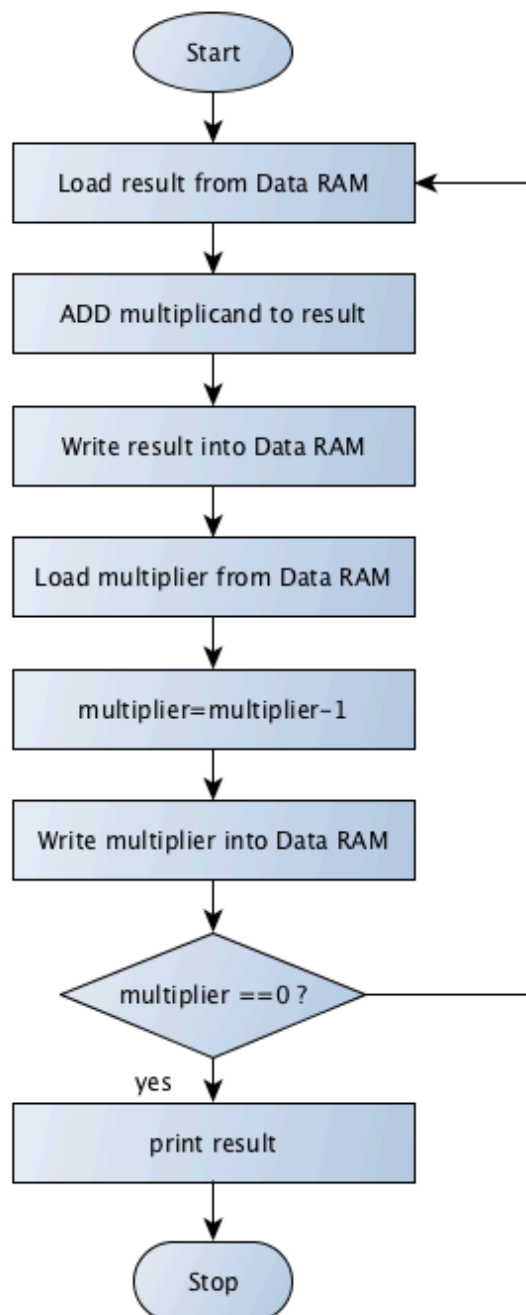 Start
Load result from Data RAM
ADD multiplicand to result
Write result into Data RAM
Load multiplier from Data RAM
multiplier=multiplier-1
Write multiplier into Data RAM
multiplier ==0 ?
yes
print result
Stop